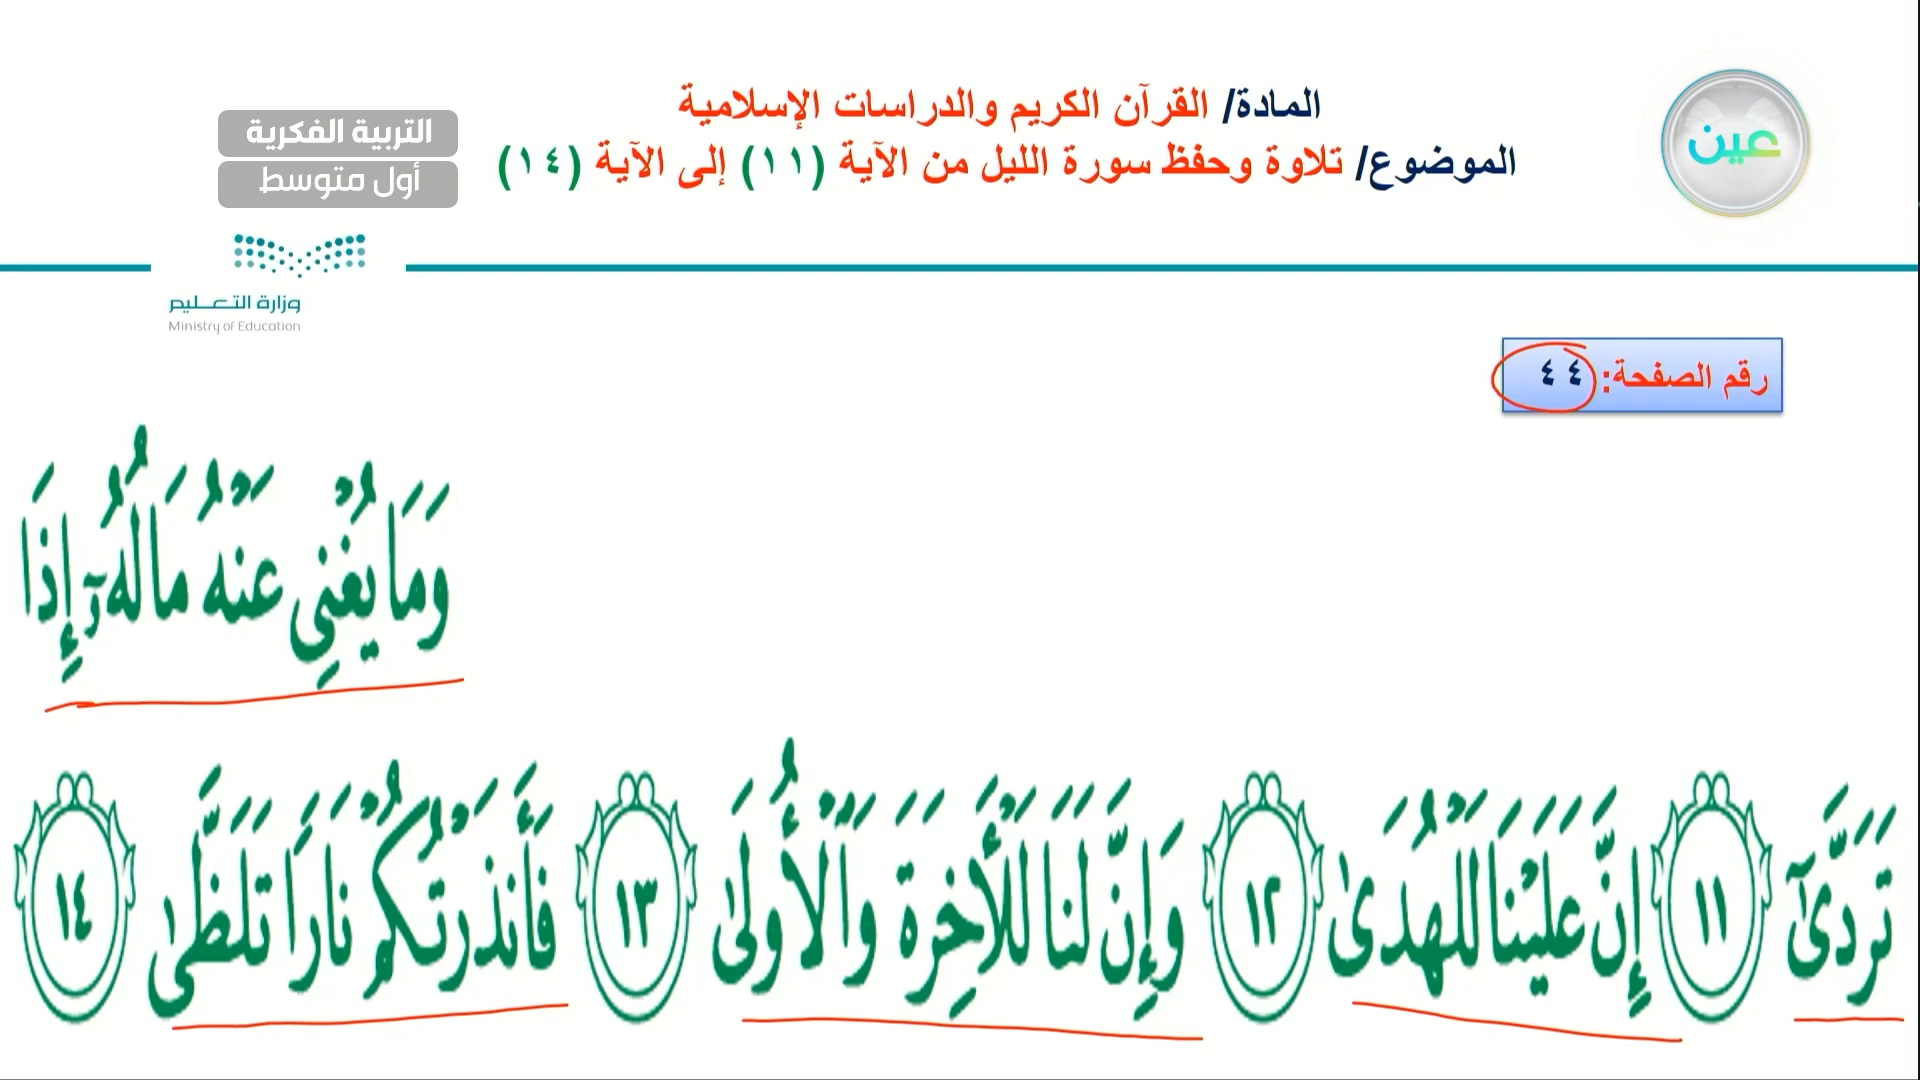 المادة/ القرآن الكريم والدراسات الإسلامية
الموضوع/ تلاوة وحفظ سورة الليل من الآية (١١) إلى الآية (١٤)
عين
التربية الفكرية
أول متوسط
وزارة التعليم
Ministry of Education
رقم الصفحة: ٤٤
وَمَا يُغْنِي عَنْهُ مَالُهُۥٓ إِذَا
تَرَدَّىٰٓ ١١ إِنَّ عَلَيْنَا لَلْهُدَىٰ ١٢ وَإِنَّ لَنَا لَلْأَخِرَةَ وَٱلْأُولَىٰ ١٣ فَأَنذَرْتُكُمْ نَارًا تَلَظَّىٰ ١٤